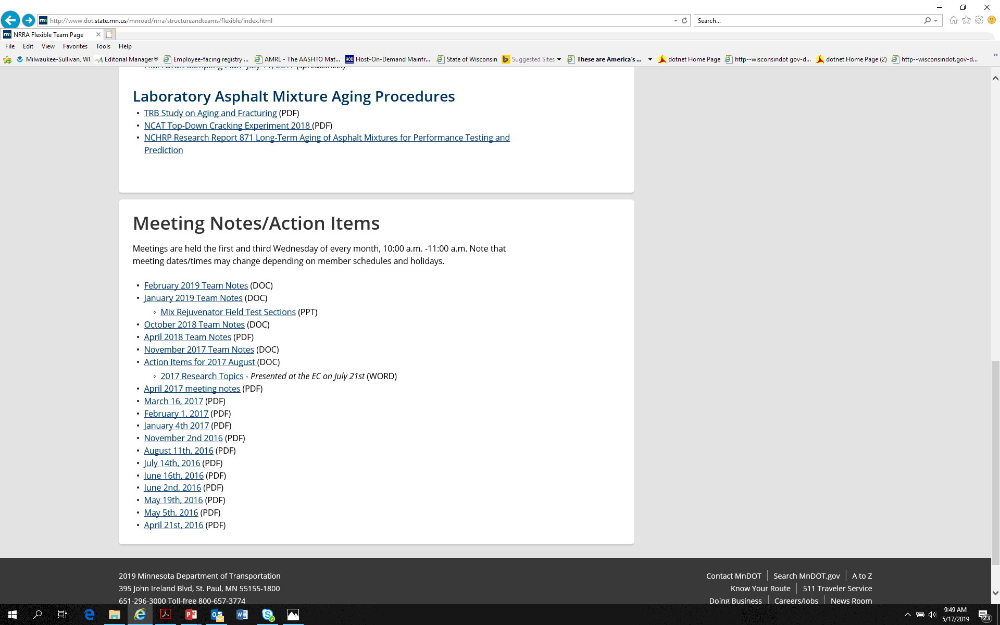 http://www.dot.state.mn.us/mnroad/nrra/structureandteams/flexible/index.html
Search...
NRRA Flexible Team Page
File Edit View Favorites Tools Help
Milwaukee-Sullivan, WI Editorial Manager® Employee-facing registry ... AMRL - The AASHTO Mat... HOD Host-On-Demand Mainfr... State of Wisconsin Suggested Sites These are America's ... dotnet Home Page http--wisconsindot gov-d... dotnet Home Page (2) http--wisconsindot.gov-d...
HMA Draft Sampling Plan - July 11, 2017 (spreadsheet)
Laboratory Asphalt Mixture Aging Procedures
• TRB Study on Aging and Fracturing (PDF)
• NCAT Top-Down Cracking Experiment 2018 (PDF)
• NCHRP Research Report 871 Long-Term Aging of Asphalt Mixtures for Performance Testing and
Prediction
Meeting Notes/Action Items
Meetings are held the first and third Wednesday of every month, 10:00 a.m. -11:00 a.m. Note that
meeting dates/times may change depending on member schedules and holidays.
• February 2019 Team Notes (DOC)
• January 2019 Team Notes (DOC)
◦ Mix Rejuvenator Field Test Sections (PPT)
• October 2018 Team Notes (DOC)
• April 2018 Team Notes (PDF)
• November 2017 Team Notes (DOC)
• Action Items for 2017 August (DOC)
◦ 2017 Research Topics - Presented at the EC on July 21st (WORD)
• April 2017 meeting notes (PDF)
• March 16, 2017 (PDF)
• February 1, 2017 (PDF)
• January 4th 2017 (PDF)
• November 2nd 2016 (PDF)
• August 11th, 2016 (PDF)
• July 14th, 2016 (PDF)
• June 16th, 2016 (PDF)
• June 2nd, 2016 (PDF)
• May 19th, 2016 (PDF)
• May 5th, 2016 (PDF)
• April 21st, 2016 (PDF)
2019 Minnesota Department of Transportation
395 John Ireland Blvd, St. Paul, MN 55155-1800
651-296-3000 Toll-free 800-657-3774
Contact MnDOT Search MnDOT.gov A to Z
Know Your Route 511 Traveler Service
Doing Business Careers/Jobs News Room
9:49 AM
5/17/2019
23